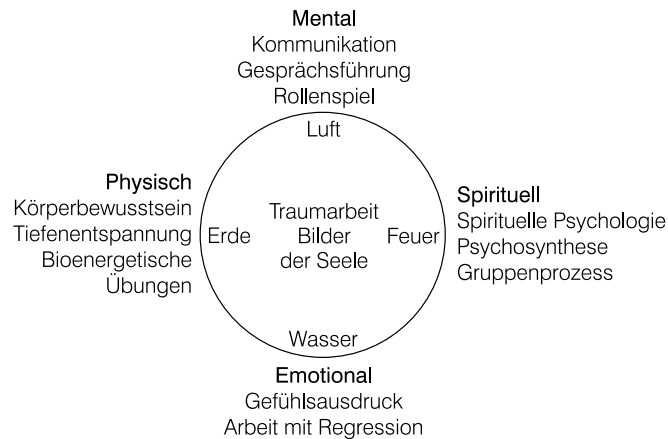 Mental
Kommunikation
Gesprächsführung
Rollenspiel
Luft
Physisch
Körperbewusstsein
Tiefenentspannung
Bioenergetische
Übungen
Erde
Traumarbeit
Bilder
der Seele
Feuer
Spirituell
Spirituelle Psychologie
Psychosynthese
Gruppenprozess
Wasser
Emotional
Gefühlsausdruck
Arbeit mit Regression